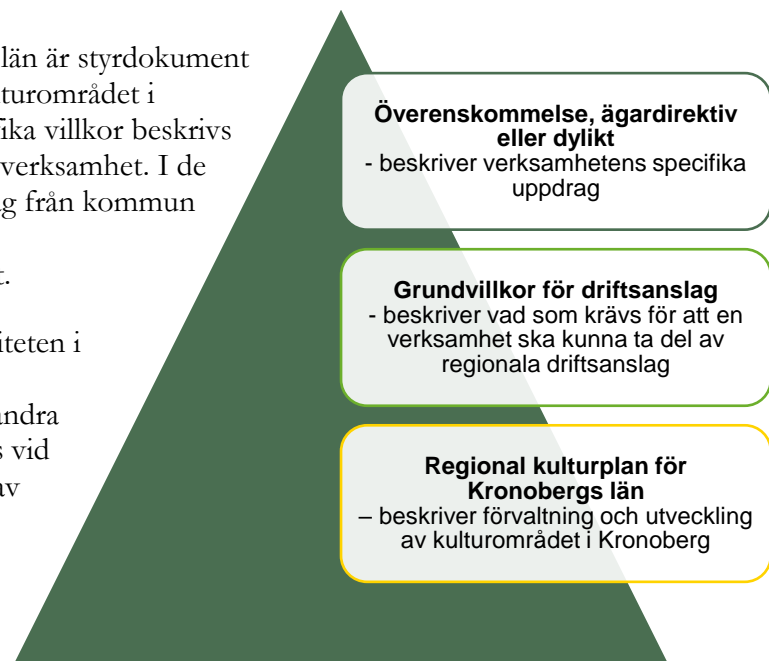 län är styrdokument
lturområdet i
fika villkor beskrivs
verksamhet. I de
ag från kommun
t.
iteten i
andra
s vid
av
Överenskommelse, ägardirektiv
eller dylikt
- beskriver verksamhetens specifika
uppdrag
Grundvillkor för driftsanslag
- beskriver vad som krävs för att en
verksamhet ska kunna ta del av
regionala driftsanslag
Regional kulturplan för
Kronobergs län
– beskriver förvaltning och utveckling
av kulturområdet i Kronoberg